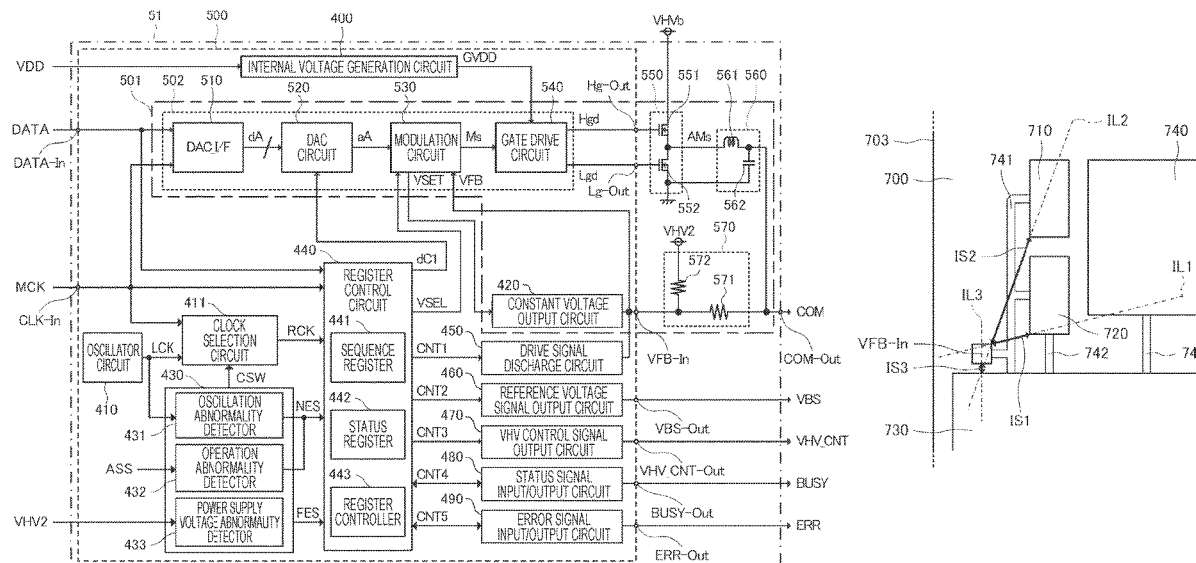 51
500
400
VHVb
VDD
INTERNAL VOLTAGE GENERATION CIRCUIT
GVDD
501
502
510
520
530
540
550
551
561
560
Hg-Out
DATA
DATA-In
DAC I/F
dA
DAC CIRCUIT
aA
MODULATION CIRCUIT
Ms
GATE DRIVE CIRCUIT
Hgd
Lgd
AMs
Lg-Out
552
562
VSET
VFB
VHV2
570
572
571
440
dC1
MCK
CLK-In
REGISTER CONTROL CIRCUIT
VSEL
420
CONSTANT VOLTAGE OUTPUT CIRCUIT
COM
COM-Out
VFB-In
411
CLOCK SELECTION CIRCUIT
RCK
LCK
OSCILLATOR CIRCUIT
410
CSW
441
SEQUENCE REGISTER
CNT1
450
DRIVE SIGNAL DISCHARGE CIRCUIT
430
OSCILLATION ABNORMALITY DETECTOR
431
NES
442
STATUS REGISTER
CNT2
460
REFERENCE VOLTAGE SIGNAL OUTPUT CIRCUIT
VBS
VBS-Out
CNT3
470
VHV CONTROL SIGNAL OUTPUT CIRCUIT
VHV_CNT
VHV_CNT-Out
ASS
OPERATION ABNORMALITY DETECTOR
432
443
REGISTER CONTROLLER
CNT4
480
STATUS SIGNAL INPUT/OUTPUT CIRCUIT
BUSY
BUSY-Out
VHV2
POWER SUPPLY VOLTAGE ABNORMALITY DETECTOR
433
FES
CNT5
490
ERROR SIGNAL INPUT/OUTPUT CIRCUIT
ERR
ERR-Out
703
700
710
IL2
740
741
IS2
IL1
IL3
720
VFB-In
IS3
742
IS1
730